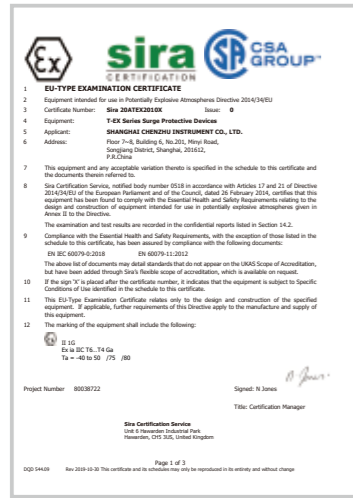 Ex
sira
CERTIFICATION
SA
CSA
GROUP™
1 EU-TYPE EXAMINATION CERTIFICATE
2 Equipment intended for use in Potentially Explosive Atmospheres Directive 2014/34/EU
3 Certificate Number: Sira 20ATEX2010X Issue: 0
4 Equipment: T-EX Series Surge Protective Devices
5 Applicant: SHANGHAI CHENZHU INSTRUMENT CO., LTD.
6 Address: Floor 7~8, Building 6, No.201, Minyi Road,
Songjiang District, Shanghai, 201612,
P.R.China
7 This equipment and any acceptable variation thereto is specified in the schedule to this certificate and
the documents therein referred to.
8 Sira Certification Service, notified body number 0518 in accordance with Articles 17 and 21 of Directive
2014/34/EU of the European Parliament and of the Council, dated 26 February 2014, certifies that this
equipment has been found to comply with the Essential Health and Safety Requirements relating to the
design and construction of equipment intended for use in potentially explosive atmospheres given in
Annex II to the Directive.
The examination and test results are recorded in the confidential reports listed in Section 14.2.
9 Compliance with the Essential Health and Safety Requirements, with the exception of those listed in the
schedule to this certificate, has been assured by compliance with the following documents:
EN IEC 60079-0:2018 EN 60079-11:2012
The above list of documents may detail standards that do not appear on the UKAS Scope of Accreditation,
but have been added through Sira's flexible scope of accreditation, which is available on request.
10 If the sign 'X' is placed after the certificate number, it indicates that the equipment is subject to Specific
Conditions of Use identified in the schedule to this certificate.
11 This EU-Type Examination Certificate relates only to the design and construction of the specified
equipment. If applicable, further requirements of this Directive apply to the manufacture and supply of
this equipment.
12 The marking of the equipment shall include the following:
Ex II 1G
Ex ia IIC T6…T4 Ga
Ta = -40 to 50 /75 /80
Project Number 80038722
Signed: N Jones
Title: Certification Manager
Sira Certification Service
Unit 6 Hawarden Industrial Park
Hawarden, CH5 3US, United Kingdom
Page 1 of 3
DQD 544.09 Rev 2019-10-30 This certificate and its schedules may only be reproduced in its entirety and without change